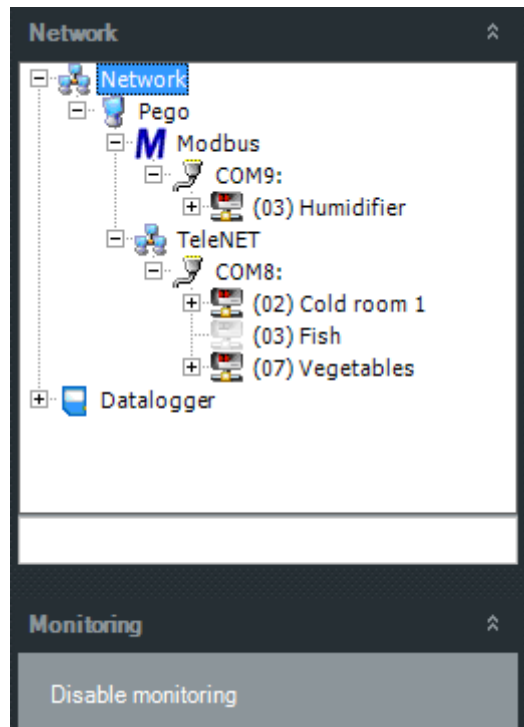 Network
Network
Pego
M Modbus
COM9:
(03) Humidifier
TeleNET
COM8:
(02) Cold room 1
(03) Fish
(07) Vegetables
Datalogger
Monitoring
Disable monitoring